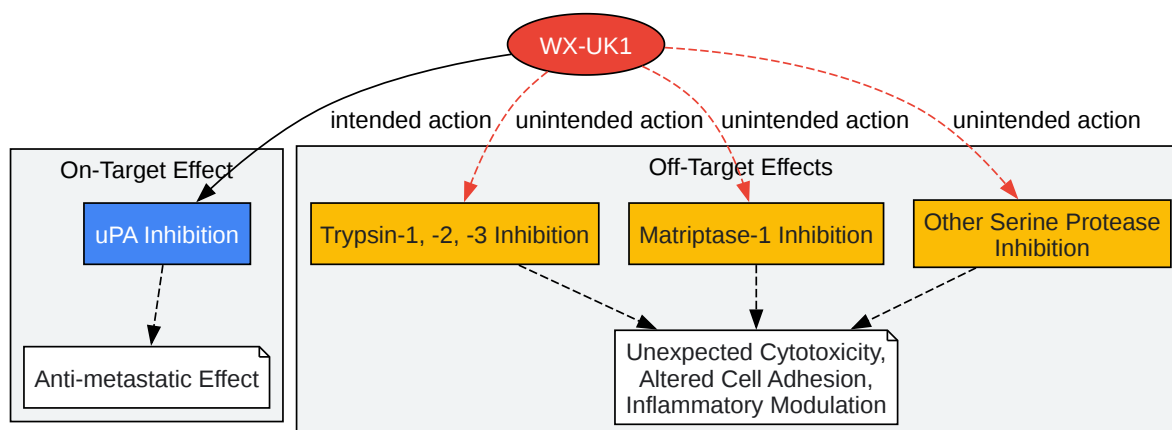 WX-UK1
intended action
unintended action
unintended action
unintended action
On-Target Effect
Off-Target Effects
uPA Inhibition
Trypsin-1, -2, -3 Inhibition
Matriptase-1 Inhibition
Other Serine Protease
Inhibition
Anti-metastatic Effect
Unexpected Cytotoxicity,
Altered Cell Adhesion,
Inflammatory Modulation